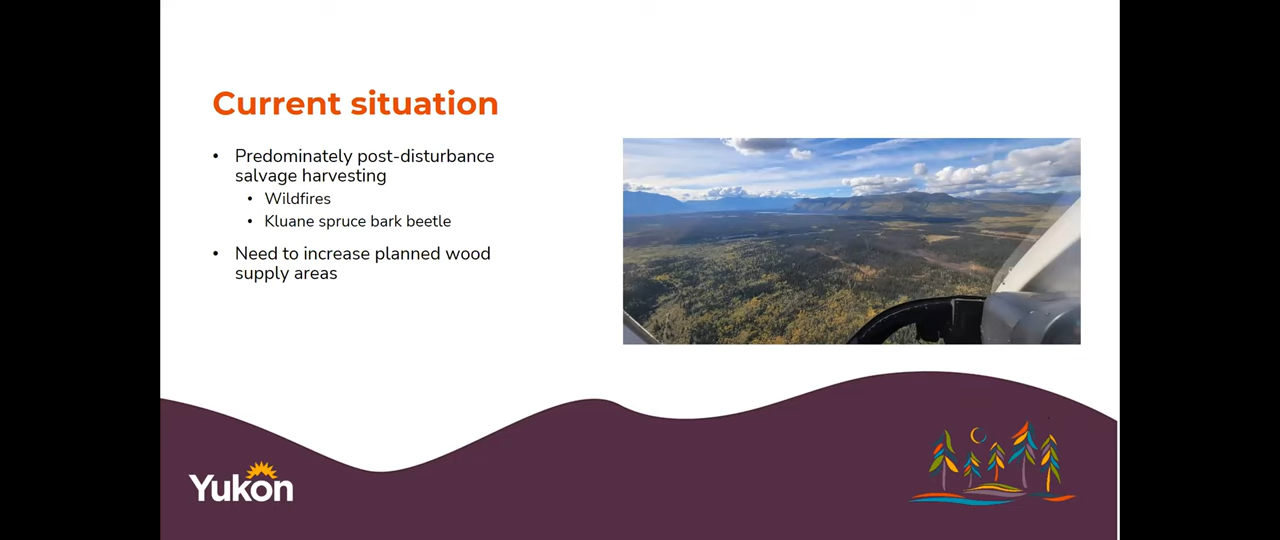 Current situation
• Predominately post-disturbance
salvage harvesting
• Wildfires
• Kluane spruce bark beetle
• Need to increase planned wood
supply areas
Yukon